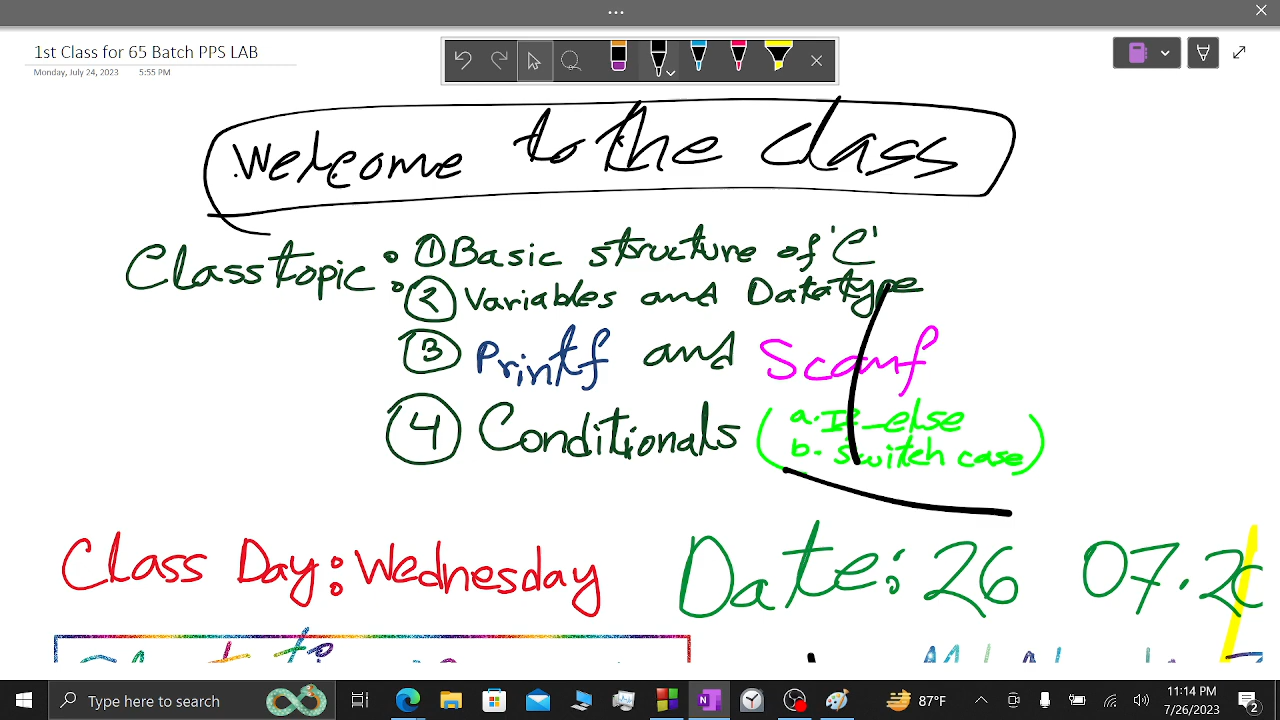 1st Class for 65 Batch PPS LAB
Monday, July 24, 2023 5:55 PM
Welcome to the class
Class topic : ① Basic structure of 'C'
② Variables and Datatype
③ Printf and Scanf
④ Conditionals (a. If-else
b. switch case)
Class Day: Wednesday
Date: 26 07.20
Type here to search
87°F
11:14 PM
7/26/2023
2